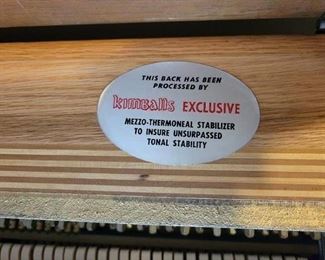 THIS BACK HAS BEEN
PROCESSED BY
Kimballs EXCLUSIVE
MEZZO-THERMONEAL STABILIZER
TO INSURE UNSURPASSED
TONAL STABILITY